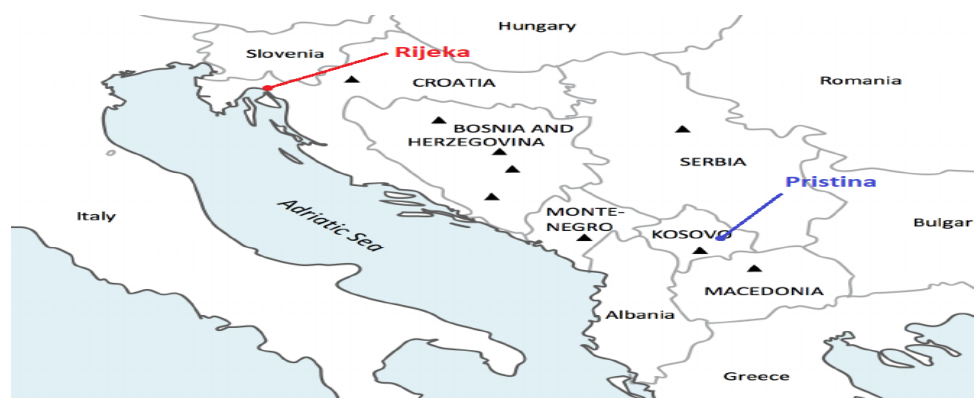 Hungary
Slovenia
Rijeka
CROATIA
Romania
BOSNIA AND
HERZEGOVINA
SERBIA
Pristina
Italy
Adriatic Sea
MONTE-
NEGRO
KOSOVO
Bulgar
MACEDONIA
Albania
Greece